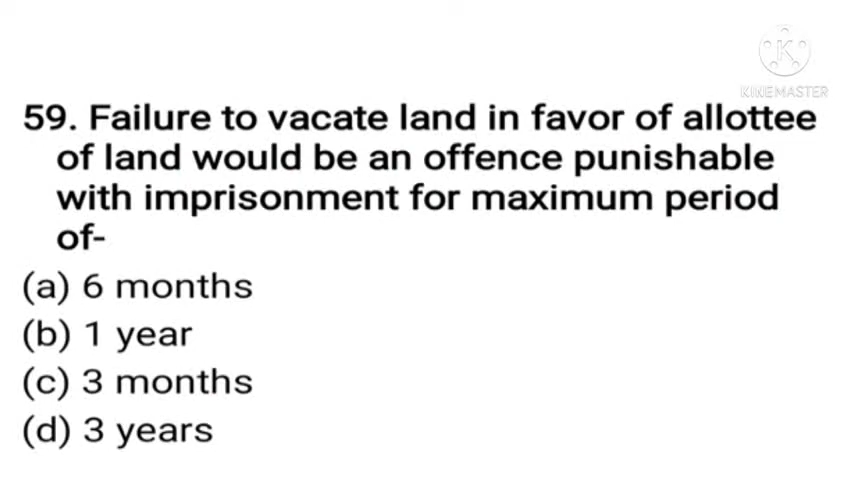 K
KINEMASTER
59. Failure to vacate land in favor of allottee
of land would be an offence punishable
with imprisonment for maximum period
of-
(a) 6 months
(b) 1 year
(c) 3 months
(d) 3 years